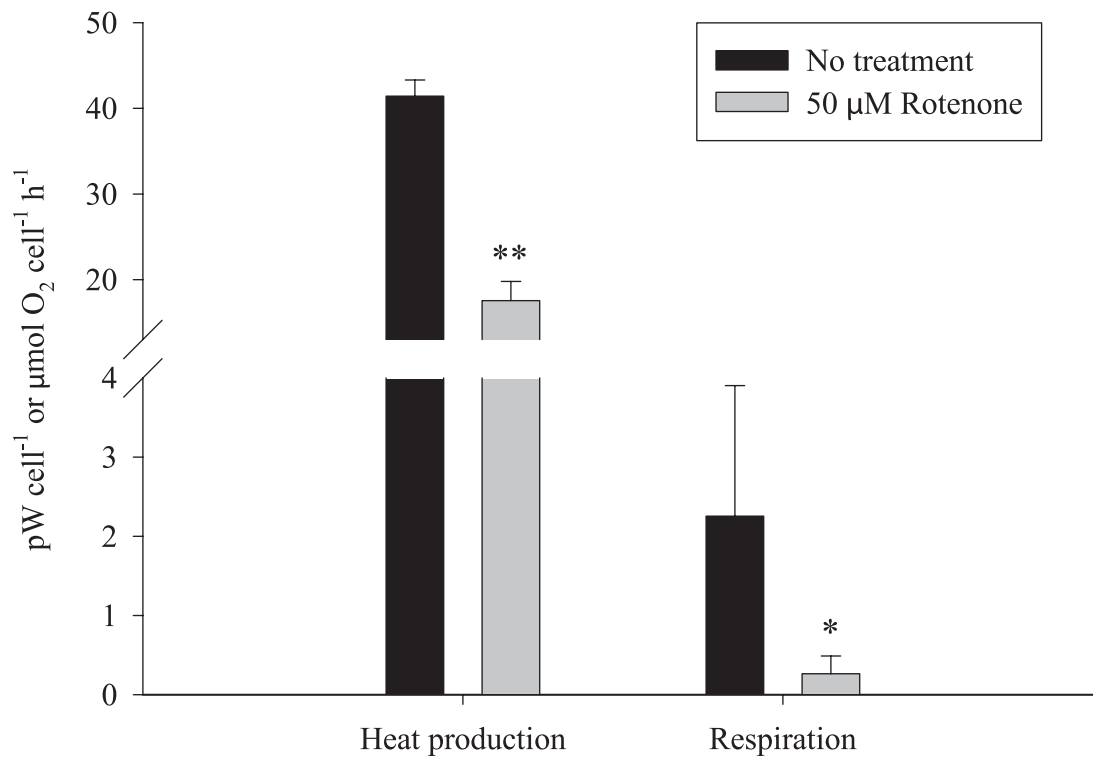 50
40
30
20
4
3
2
1
0
pW cell⁻¹ or µmol O₂ cell⁻¹ h⁻¹
No treatment
50 µM Rotenone
**
*
Heat production
Respiration